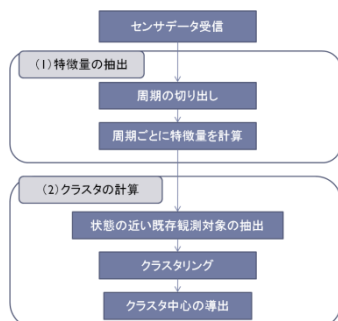 センサデータ受信
(1)特徴量の抽出
周期の切り出し
周期ごとに特徴量を計算
(2)クラスタの計算
状態の近い既存観測対象の抽出
クラスタリング
クラスタ中心の導出